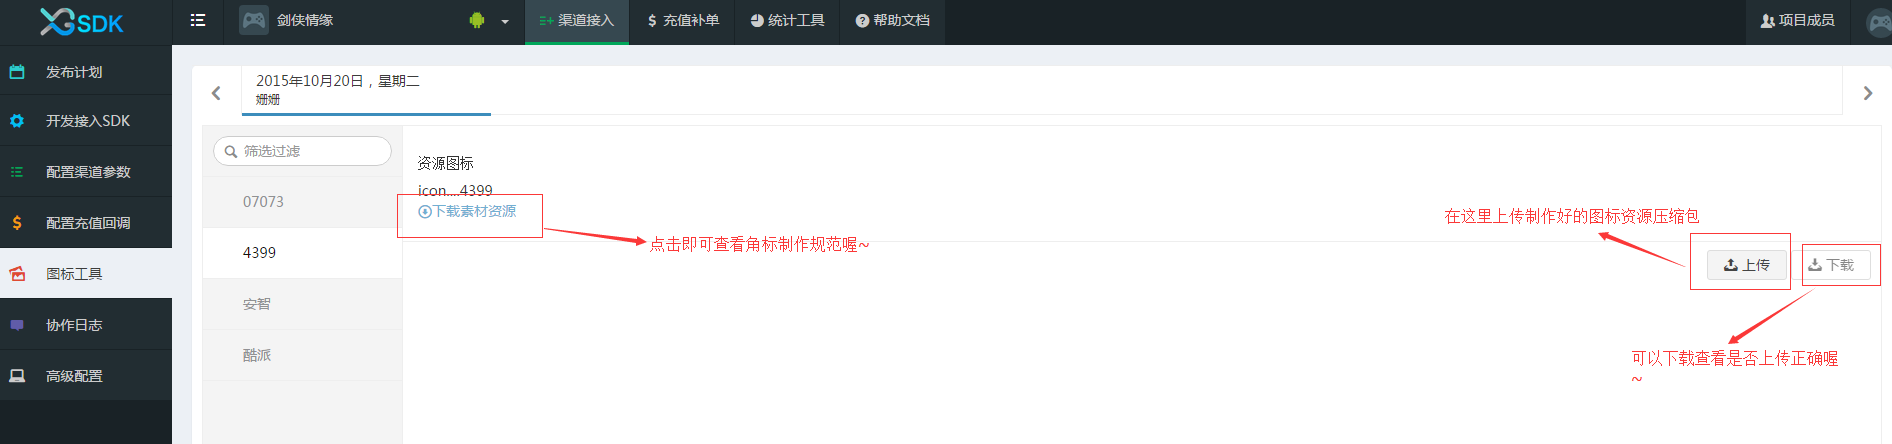 XGSDK
剑侠情缘
渠道接入
$ 充值补单
统计工具
帮助文档
项目成员
发布计划
开发接入SDK
配置渠道参数
$ 配置充值回调
图标工具
协作日志
高级配置
2015年10月20日，星期二
姗姗
筛选过滤
07073
4399
安智
酷派
资源图标
icon....4399
下载素材资源
点击即可查看角标制作规范喔~
在这里上传制作好的图标资源压缩包
上传
下载
可以下载查看是否上传正确喔
~